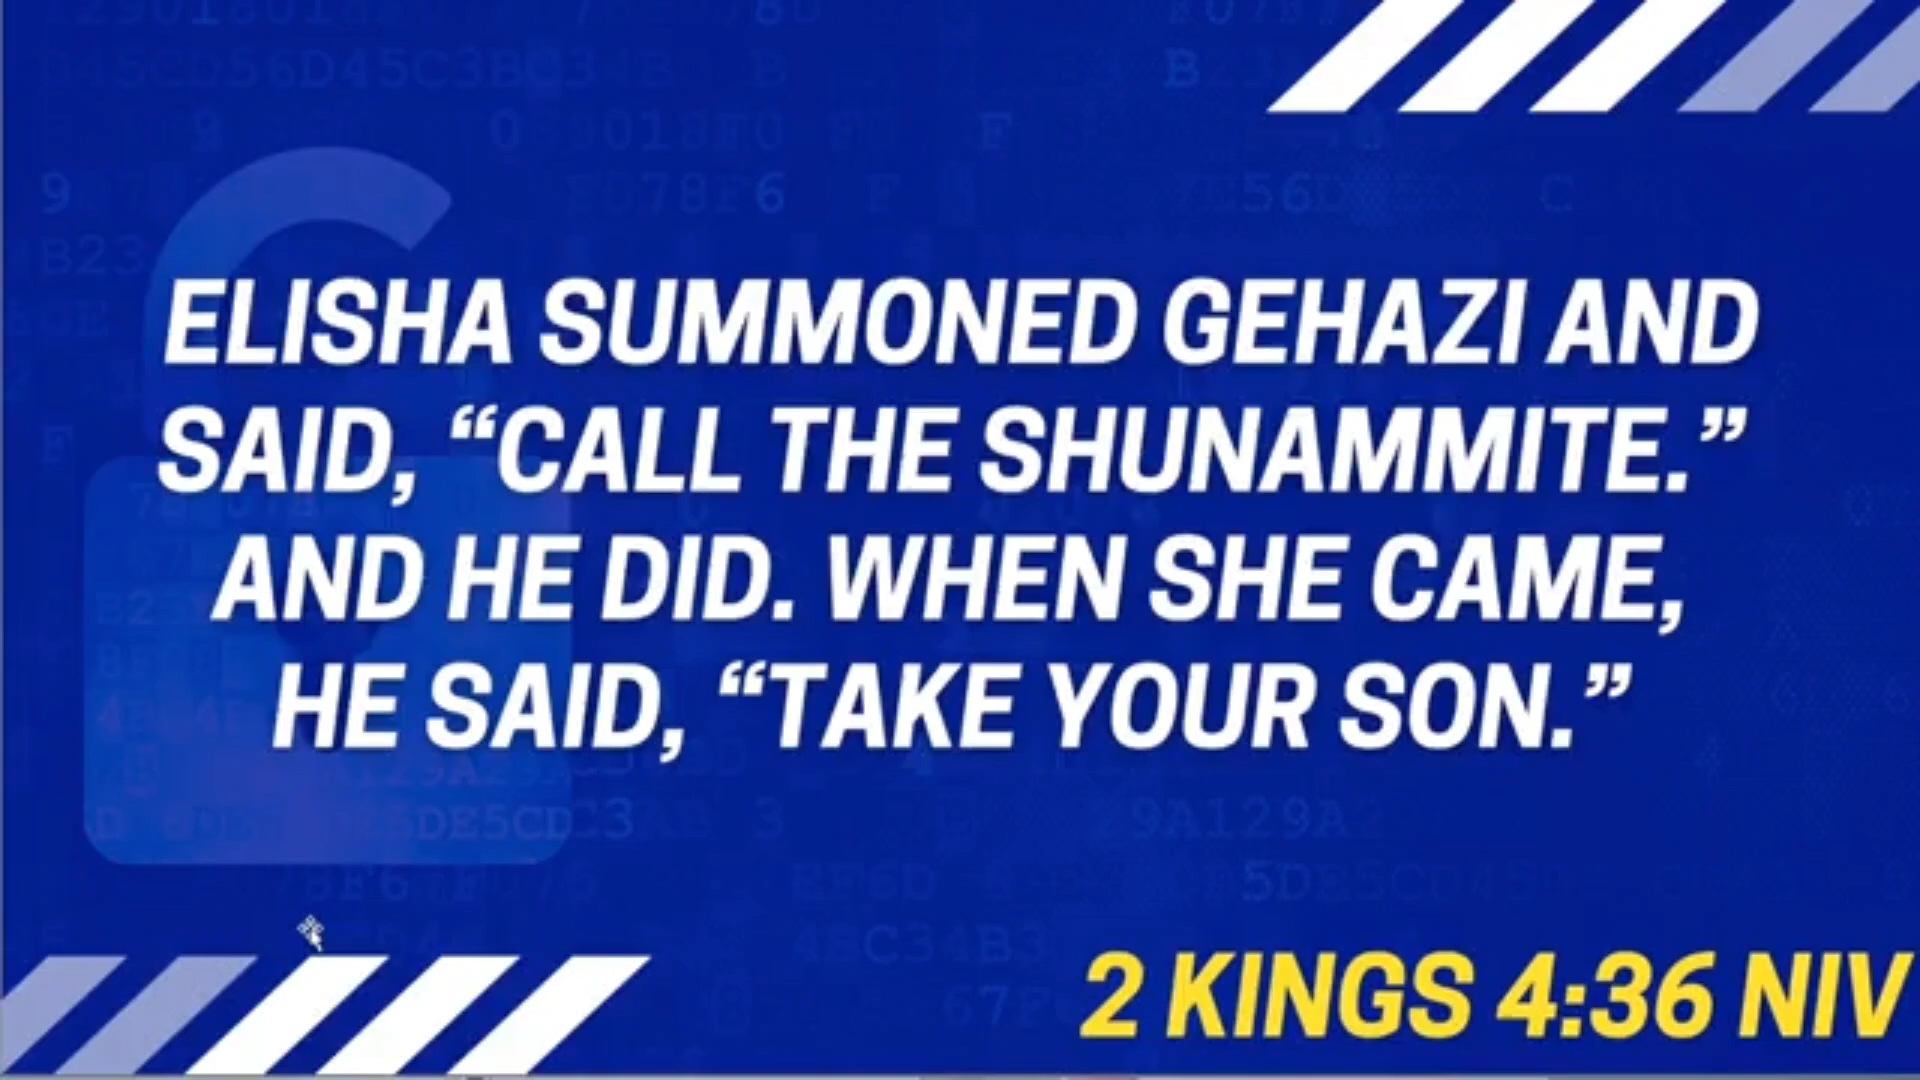 ELISHA SUMMONED GEHAZI AND
SAID, “CALL THE SHUNAMMITE.”
AND HE DID. WHEN SHE CAME,
HE SAID, “TAKE YOUR SON.”
2 KINGS 4:36 NIV